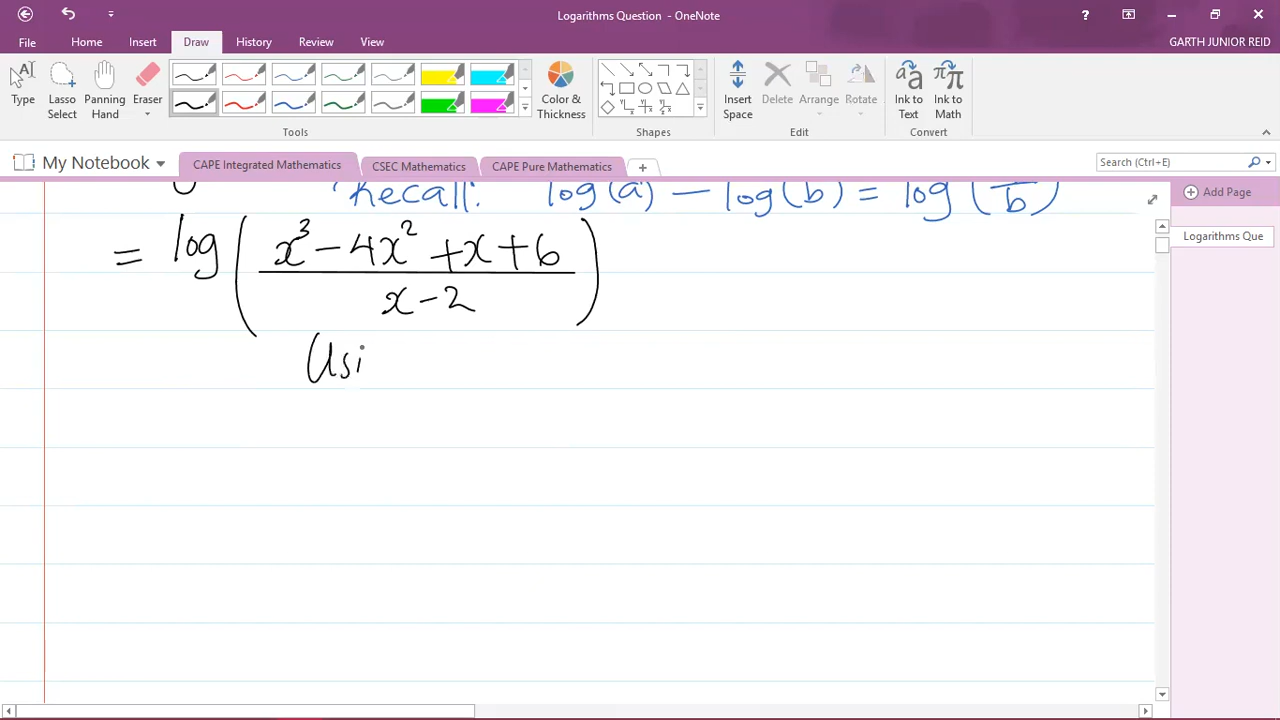 Logarithms Question - OneNote
File Home Insert Draw History Review View
GARTH JUNIOR REID
Type
Lasso Select
Panning Hand
Eraser
Color & Thickness
Insert Space
Delete
Arrange
Rotate
Ink to Text
Ink to Math
Tools
Shapes
Edit
Convert
My Notebook
CAPE Integrated Mathematics
CSEC Mathematics
CAPE Pure Mathematics
Search (Ctrl+E)
Add Page
Logarithms Que
Recall: log(a) - log(b) = log(/b)
= log( (x³ - 4x² + x + 6) / (x - 2) )
Usi